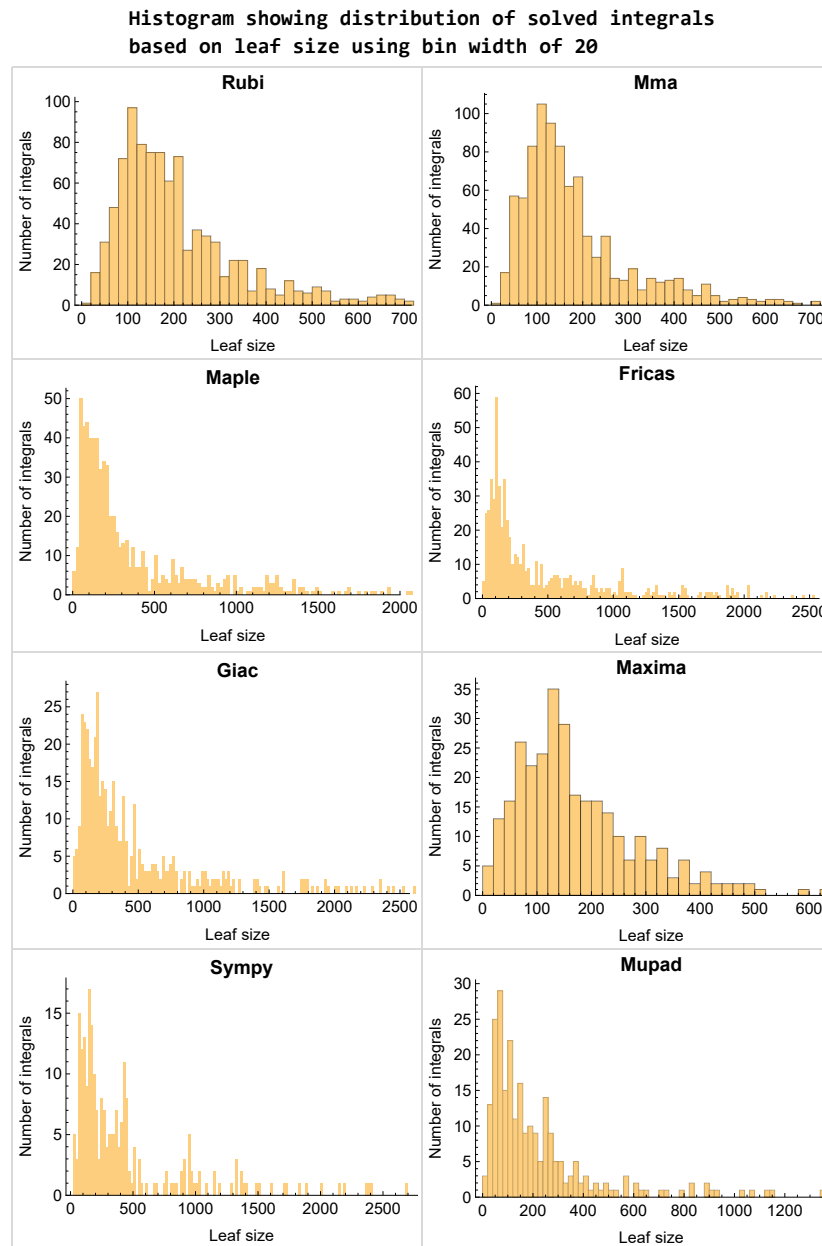 Histogram showing distribution of solved integrals
based on leaf size using bin width of 20
Rubi
Number of integrals
100
80
60
40
20
0
0 100 200 300 400 500 600 700
Leaf size
Mma
Number of integrals
100
80
60
40
20
0
0 100 200 300 400 500 600 700
Leaf size
Maple
Number of integrals
50
40
30
20
10
0
0 500 1000 1500 2000
Leaf size
Fricas
Number of integrals
60
50
40
30
20
10
0
0 500 1000 1500 2000 2500
Leaf size
Giac
Number of integrals
25
20
15
10
5
0
0 500 1000 1500 2000 2500
Leaf size
Maxima
Number of integrals
35
30
25
20
15
10
5
0
0 100 200 300 400 500 600
Leaf size
Sympy
Number of integrals
15
10
5
0
0 500 1000 1500 2000 2500
Leaf size
Mupad
Number of integrals
30
25
20
15
10
5
0
0 200 400 600 800 1000 1200
Leaf size